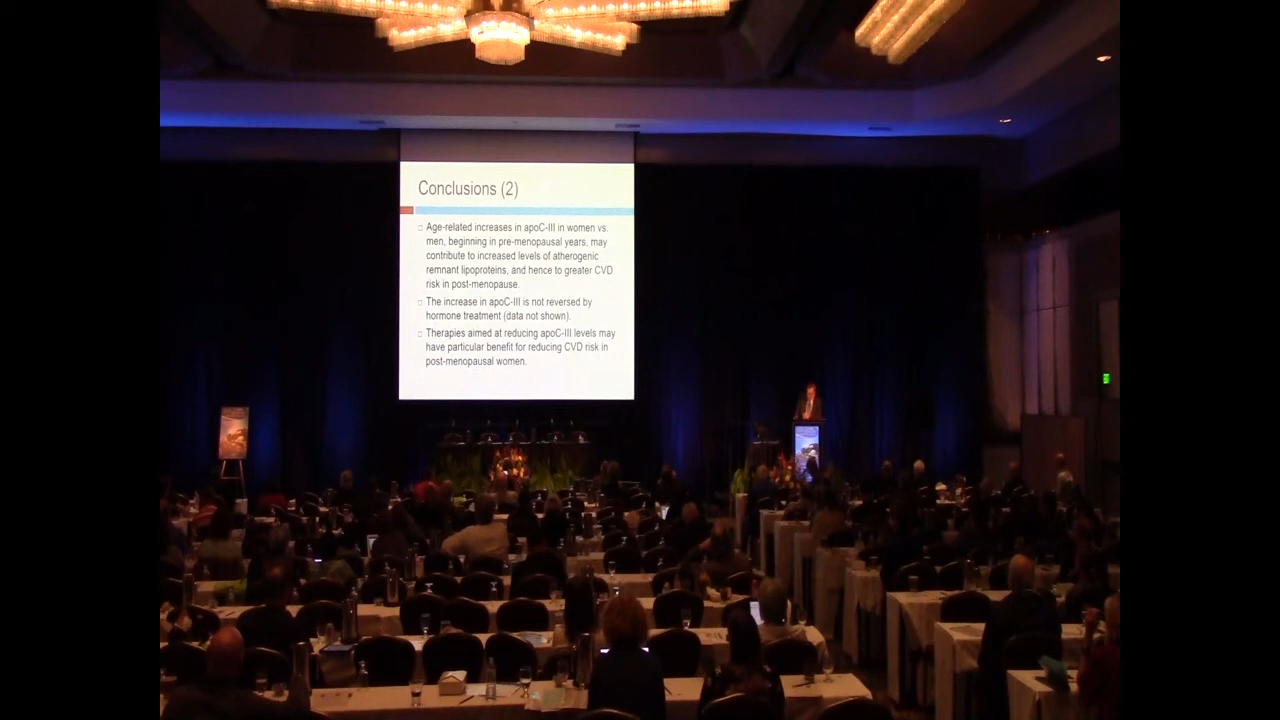 Conclusions (2)
Age-related increases in apoC-III in women vs.
men, beginning in pre-menopausal years, may
contribute to increased levels of atherogenic
remnant lipoproteins, and hence to greater CVD
risk in post-menopause.
The increase in apoC-III is not reversed by
hormone treatment (data not shown).
Therapies aimed at reducing apoC-III levels may
have particular benefit for reducing CVD risk in
post-menopausal women.